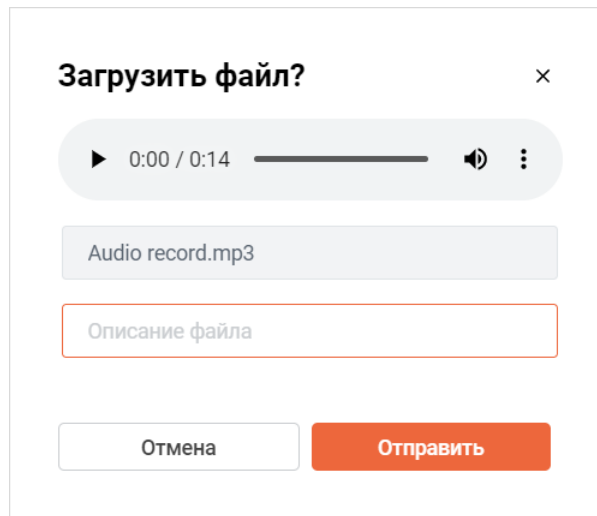 Загрузить файл?
0:00 / 0:14
Audio record.mp3
Описание файла
Отмена
Отправить